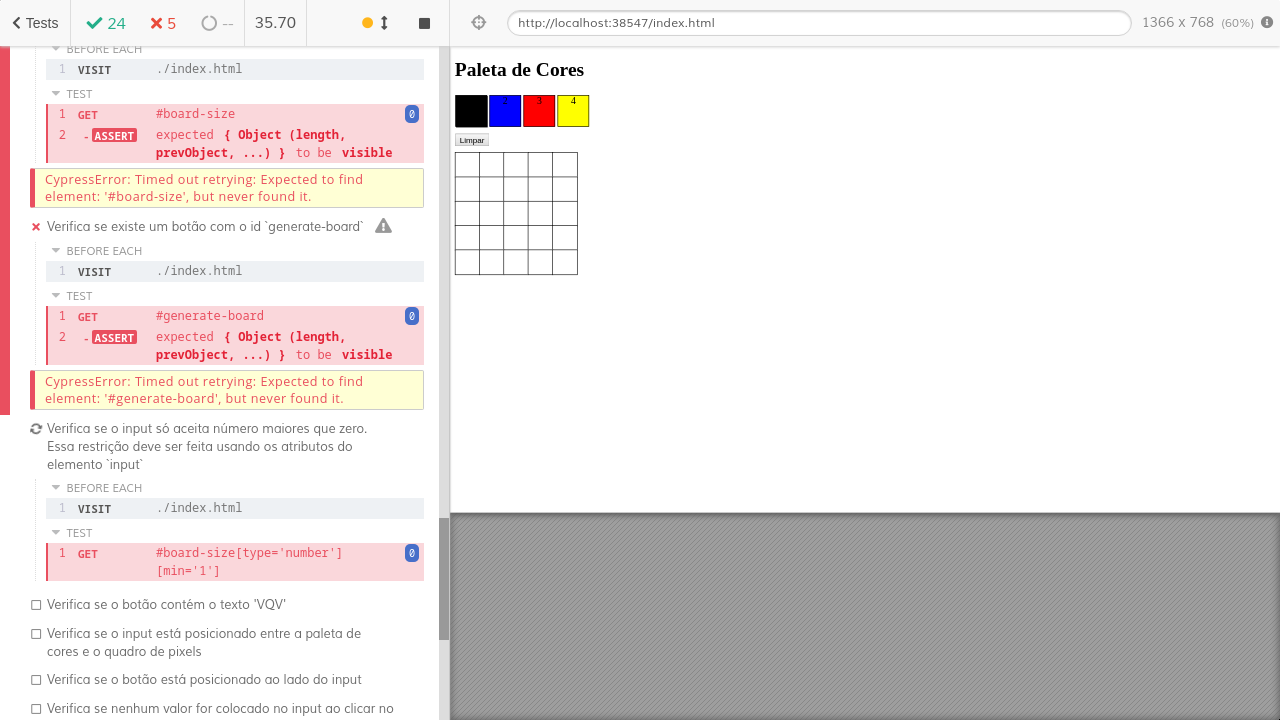 Tests
24
5
--
35.70
http://localhost:38547/index.html
1366 x 768 (60%)
BEFORE EACH
1 VISIT ./index.html
TEST
1 GET #board-size 0
2 - ASSERT expected { Object (length,
prevObject, ...) } to be visible
CypressError: Timed out retrying: Expected to find
element: '#board-size', but never found it.
Verifica se existe um botão com o id `generate-board`
BEFORE EACH
1 VISIT ./index.html
TEST
1 GET #generate-board 0
2 - ASSERT expected { Object (length,
prevObject, ...) } to be visible
CypressError: Timed out retrying: Expected to find
element: '#generate-board', but never found it.
Verifica se o input só aceita número maiores que zero.
Essa restrição deve ser feita usando os atributos do
elemento `input`
BEFORE EACH
1 VISIT ./index.html
TEST
1 GET #board-size[type='number'] 0
[min='1']
Verifica se o botão contém o texto 'VQV'
Verifica se o input está posicionado entre a paleta de
cores e o quadro de pixels
Verifica se o botão está posicionado ao lado do input
Verifica se nenhum valor for colocado no input ao clicar no
Paleta de Cores
2 3 4
Limpar